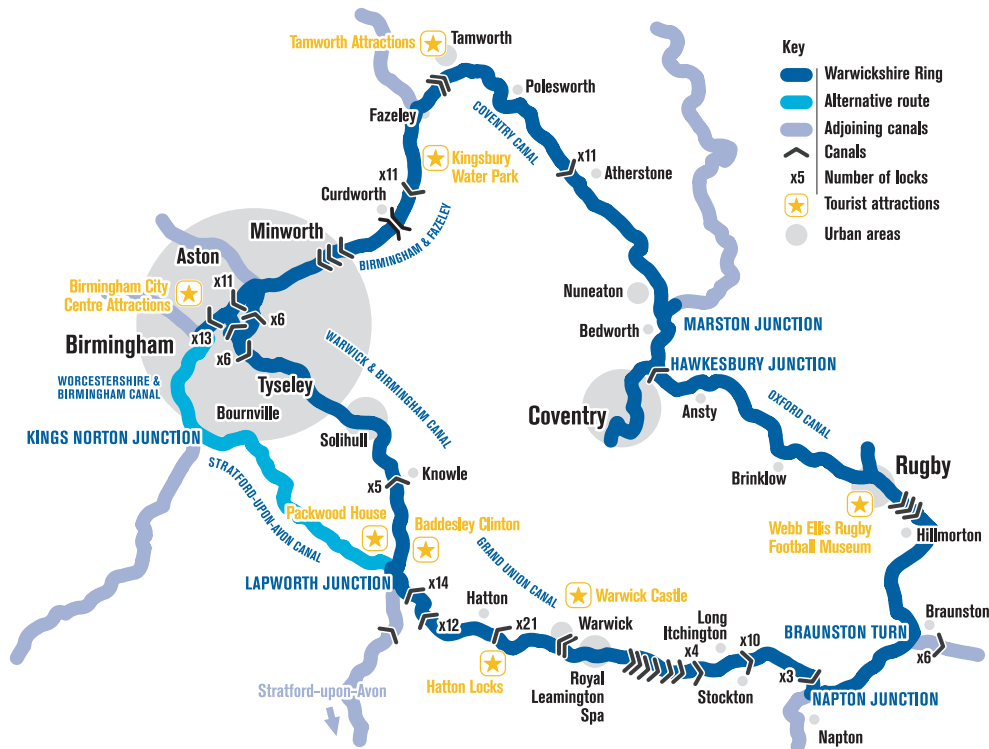 Tamworth Attractions
Tamworth
Polesworth
Fazeley
COVENTRY CANAL
Kingsbury
Water Park
x11
Curdworth
x11
Atherstone
Key
Warwickshire Ring
Alternative route
Adjoining canals
Canals
x5
Number of locks
Tourist attractions
Urban areas
Minworth
BIRMINGHAM & FAZELEY
Aston
x11
Birmingham City
Centre Attractions
x6
x13
x6
Birmingham
Nuneaton
Bedworth
MARSTON JUNCTION
HAWKESBURY JUNCTION
WORCESTERSHIRE &
BIRMINGHAM CANAL
WARWICK & BIRMINGHAM CANAL
Tyseley
Bournville
Solihull
KINGS NORTON JUNCTION
Coventry
Ansty
OXFORD CANAL
Brinklow
Rugby
STRATFORD-UPON-AVON CANAL
Knowle
x5
Packwood House
Baddesley Clinton
Webb Ellis Rugby
Football Museum
Hillmorton
LAPWORTH JUNCTION
GRAND UNION CANAL
x14
Hatton
Warwick Castle
x12
x21
Warwick
Long
Itchington
x10
x4
BRAUNSTON TURN
Braunston
x6
Hatton Locks
Royal
Leamington
Spa
Stockton
x3
NAPTON JUNCTION
Napton
Stratford-upon-Avon